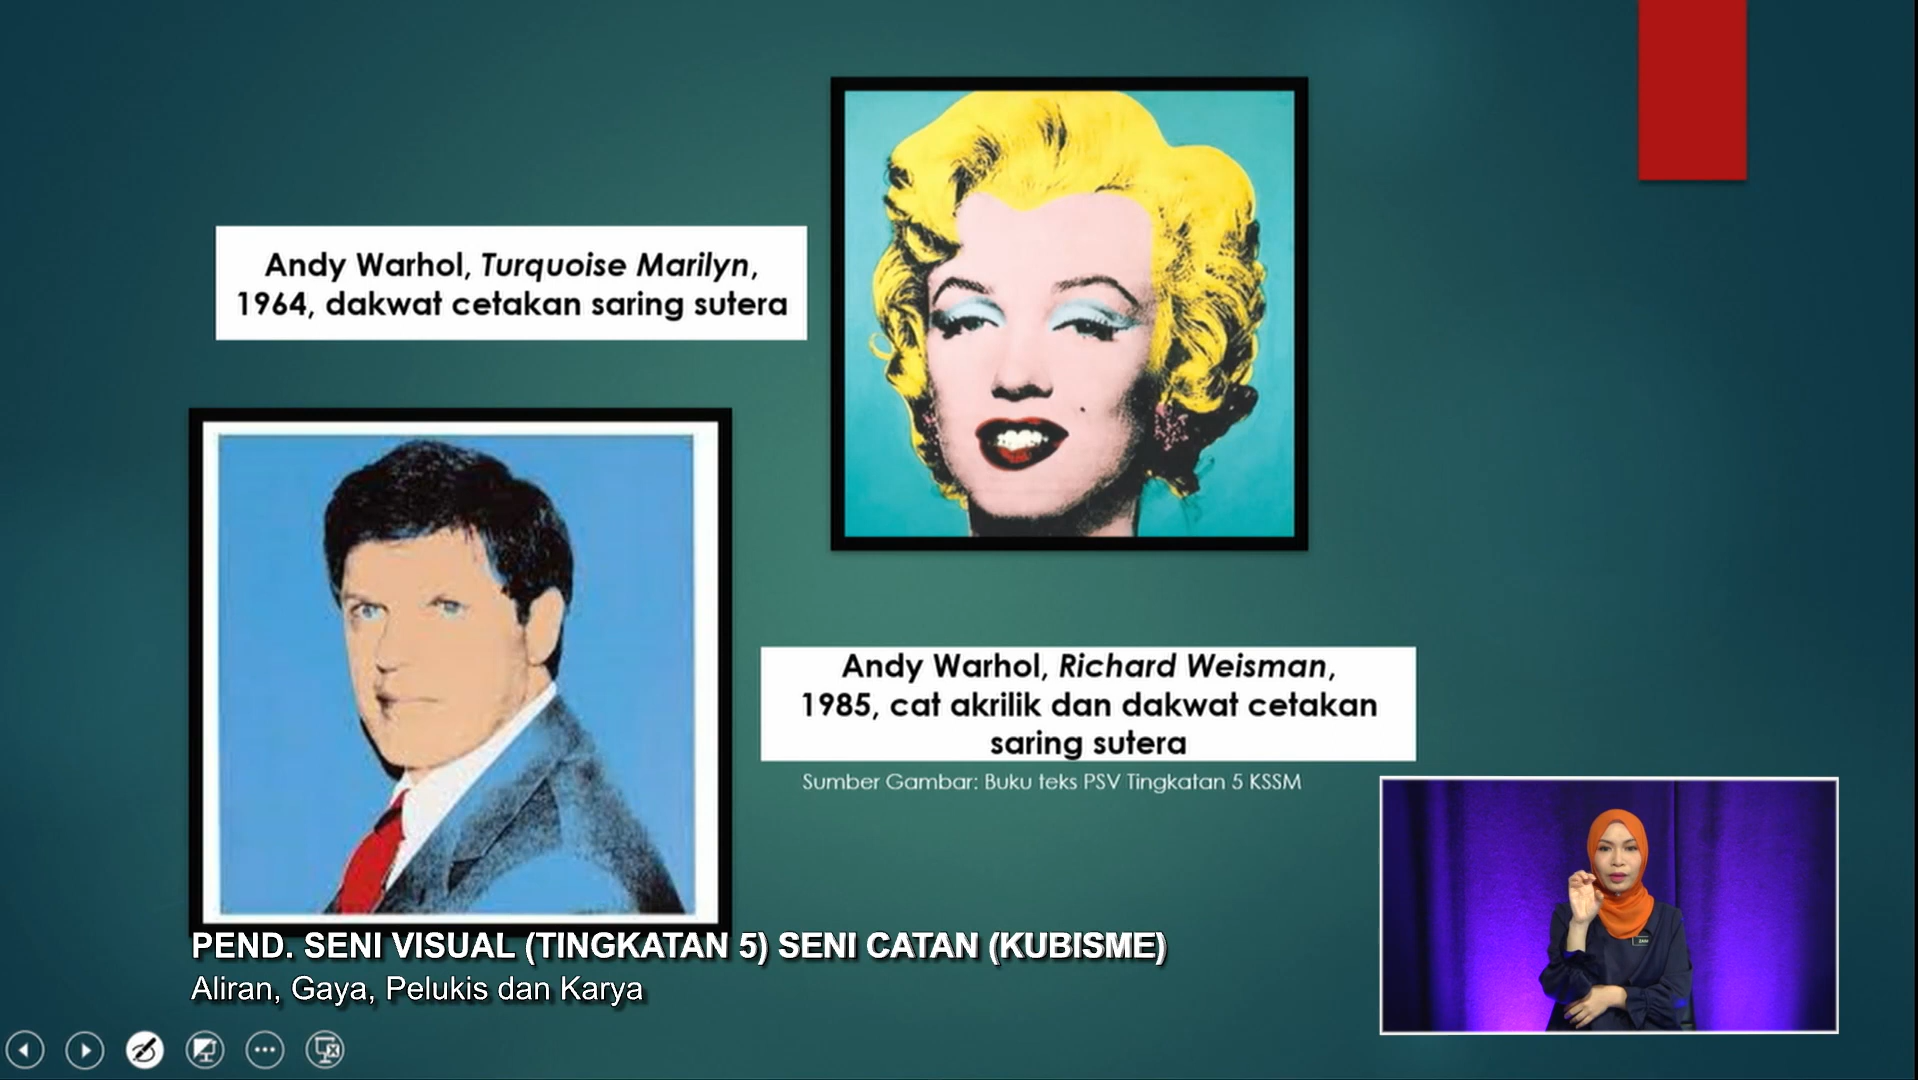 Andy Warhol, Turquoise Marilyn,
1964, dakwat cetakan saring sutera
Andy Warhol, Richard Weisman,
1985, cat akrilik dan dakwat cetakan
saring sutera
Sumber Gambar: Buku teks PSV Tingkatan 5 KSSM
PEND. SENI VISUAL (TINGKATAN 5) SENI CATAN (KUBISME)
Aliran, Gaya, Pelukis dan Karya